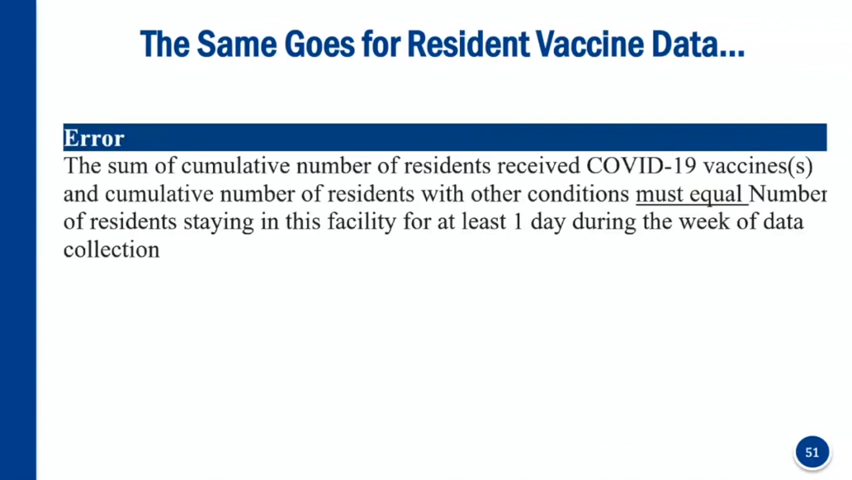 The Same Goes for Resident Vaccine Data...
Error
The sum of cumulative number of residents received COVID-19 vaccines(s)
and cumulative number of residents with other conditions must equal Number
of residents staying in this facility for at least 1 day during the week of data
collection
51